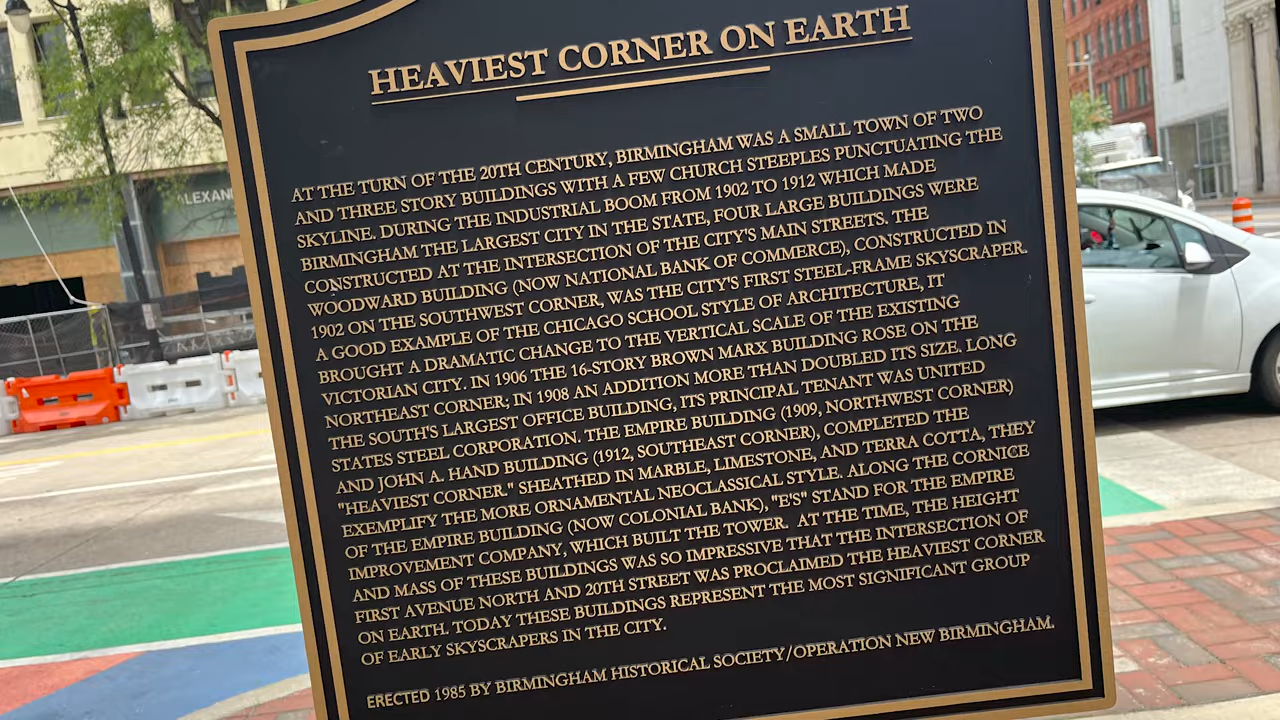 HEAVIEST CORNER ON EARTH
AT THE TURN OF THE 20TH CENTURY, BIRMINGHAM WAS A SMALL TOWN OF TWO
AND THREE STORY BUILDINGS WITH A FEW CHURCH STEEPLES PUNCTUATING THE
SKYLINE. DURING THE INDUSTRIAL BOOM FROM 1902 TO 1912 WHICH MADE
BIRMINGHAM THE LARGEST CITY IN THE STATE, FOUR LARGE BUILDINGS WERE
CONSTRUCTED AT THE INTERSECTION OF THE CITY'S MAIN STREETS. THE
WOODWARD BUILDING (NOW NATIONAL BANK OF COMMERCE), CONSTRUCTED IN
1902 ON THE SOUTHWEST CORNER, WAS THE CITY'S FIRST STEEL-FRAME SKYSCRAPER.
A GOOD EXAMPLE OF THE CHICAGO SCHOOL STYLE OF ARCHITECTURE, IT
BROUGHT A DRAMATIC CHANGE TO THE VERTICAL SCALE OF THE EXISTING
VICTORIAN CITY. IN 1906 THE 16-STORY BROWN MARX BUILDING ROSE ON THE
NORTHEAST CORNER; IN 1908 AN ADDITION MORE THAN DOUBLED ITS SIZE. LONG
THE SOUTH'S LARGEST OFFICE BUILDING, ITS PRINCIPAL TENANT WAS UNITED
STATES STEEL CORPORATION. THE EMPIRE BUILDING (1909, NORTHWEST CORNER)
AND JOHN A. HAND BUILDING (1912, SOUTHEAST CORNER), COMPLETED THE
"HEAVIEST CORNER." SHEATHED IN MARBLE, LIMESTONE, AND TERRA COTTA, THEY
EXEMPLIFY THE MORE ORNAMENTAL NEOCLASSICAL STYLE. ALONG THE CORNICE
OF THE EMPIRE BUILDING (NOW COLONIAL BANK), "E'S" STAND FOR THE EMPIRE
IMPROVEMENT COMPANY, WHICH BUILT THE TOWER. AT THE TIME, THE HEIGHT
AND MASS OF THESE BUILDINGS WAS SO IMPRESSIVE THAT THE INTERSECTION OF
FIRST AVENUE NORTH AND 20TH STREET WAS PROCLAIMED THE HEAVIEST CORNER
ON EARTH. TODAY THESE BUILDINGS REPRESENT THE MOST SIGNIFICANT GROUP
OF EARLY SKYSCRAPERS IN THE CITY.
ERECTED 1985 BY BIRMINGHAM HISTORICAL SOCIETY/OPERATION NEW BIRMINGHAM.
ALEXAN